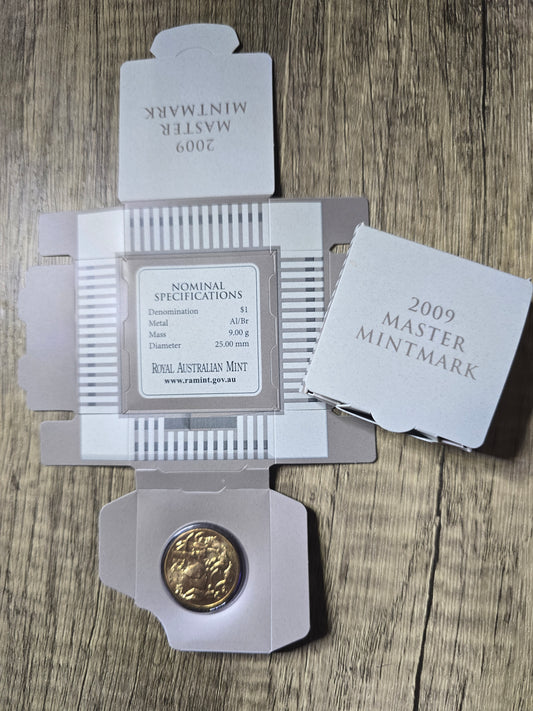 2009
MASTER
MINTMARK
NOMINAL
SPECIFICATIONS
Denomination $1
Metal Al/Br
Mass 9.00 g
Diameter 25.00 mm
ROYAL AUSTRALIAN MINT
www.ramint.gov.au
2009
MASTER
MINTMARK